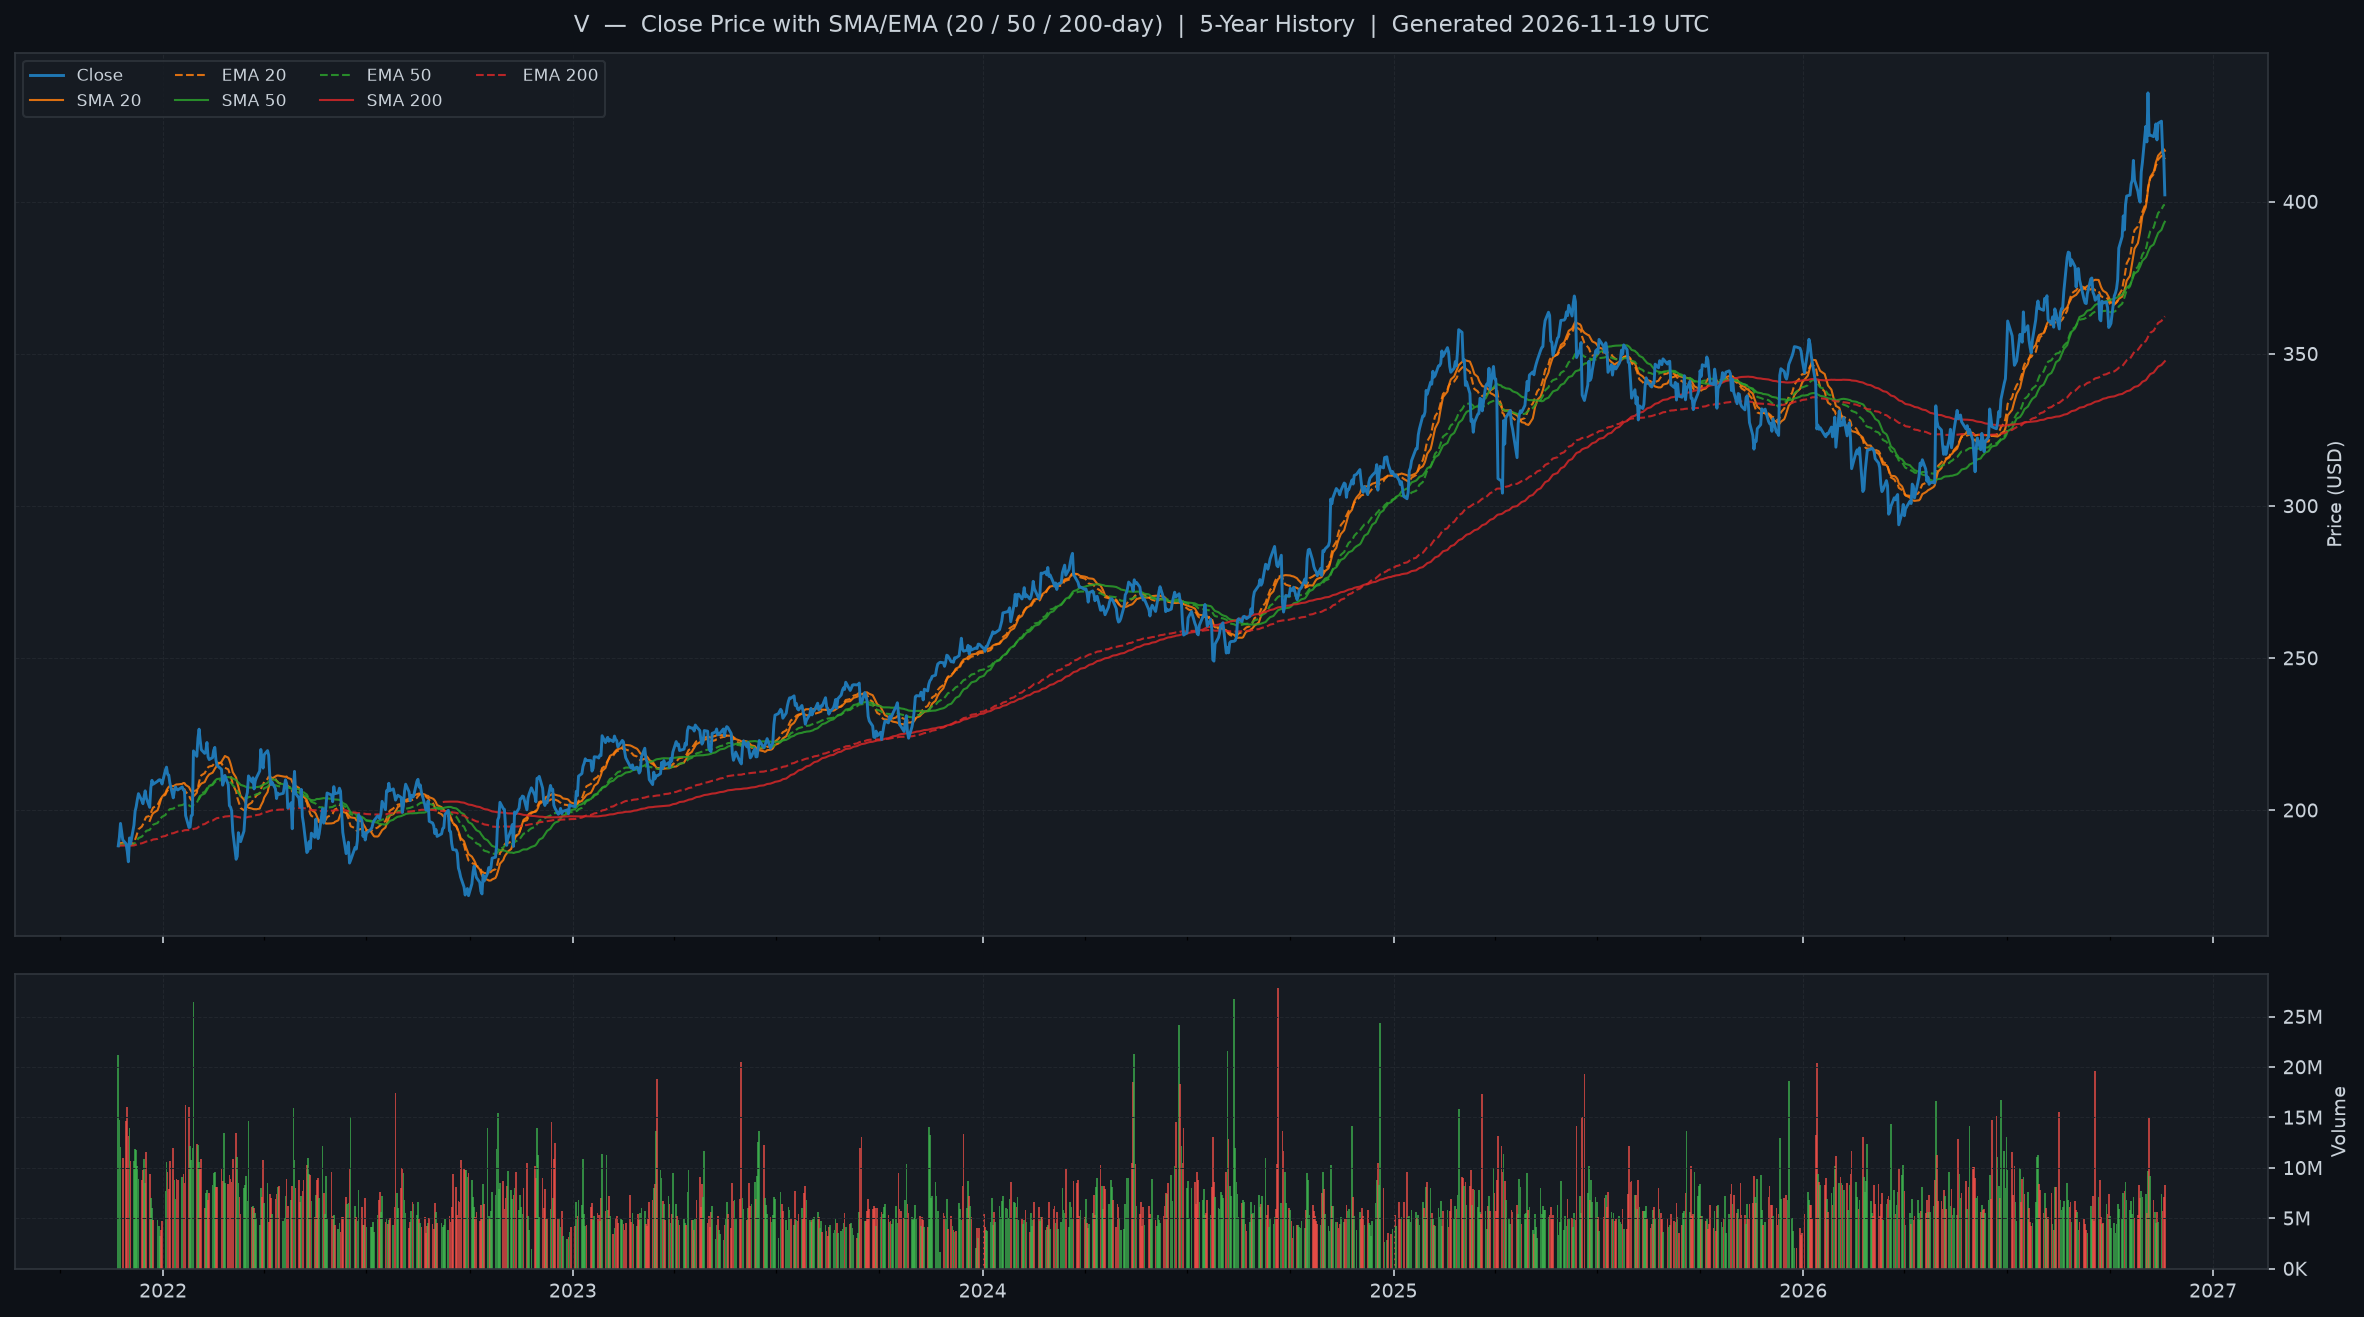 V — Close Price with SMA/EMA (20 / 50 / 200-day) | 5-Year History | Generated 2026-11-19 UTC
Close EMA 20 EMA 50 EMA 200
SMA 20 SMA 50 SMA 200
400
350
300
250
200
Price (USD)
25M
20M
15M
10M
5M
0K
Volume
2022 2023 2024 2025 2026 2027